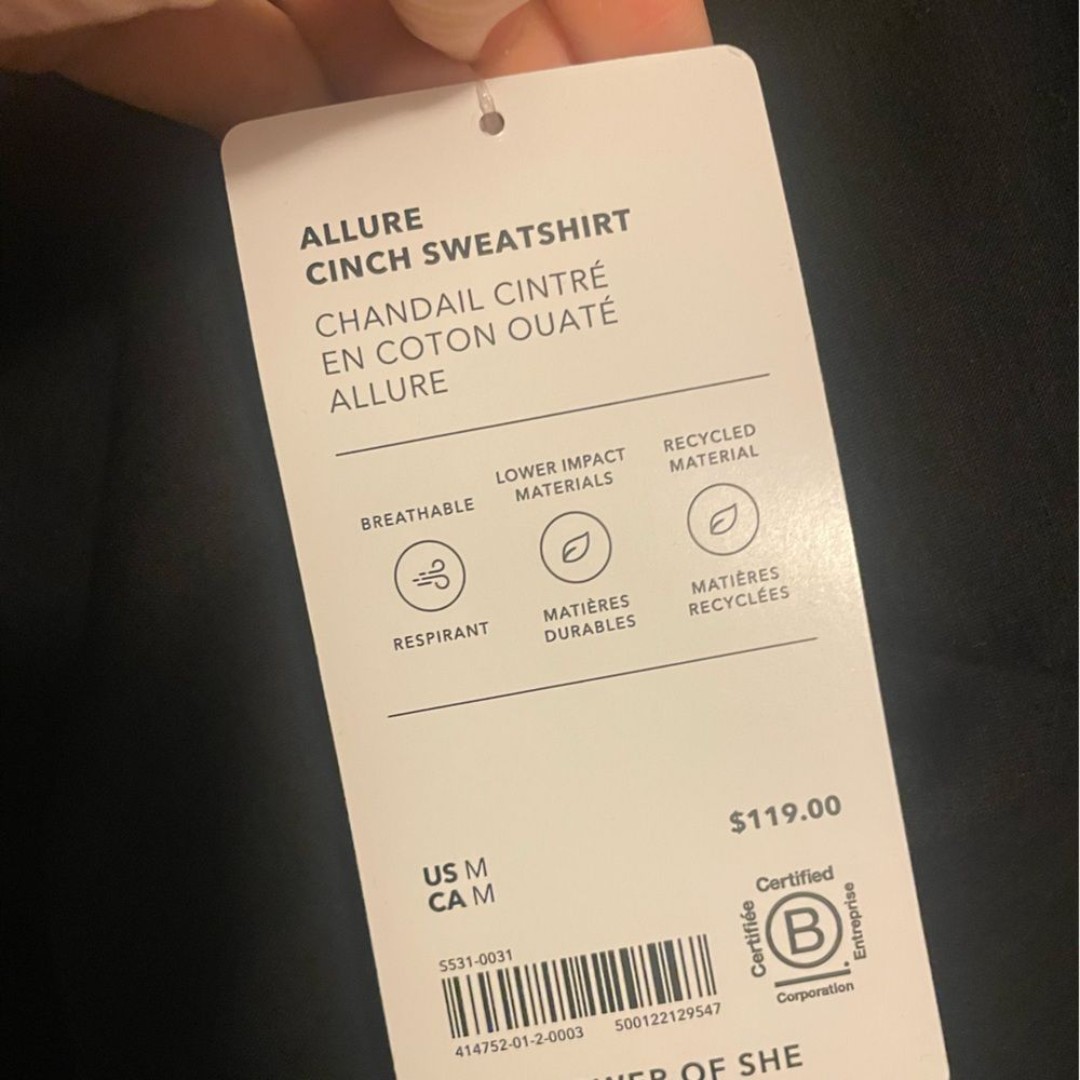 ALLURE
CINCH SWEATSHIRT
CHANDAIL CINTRÉ
EN COTON OUATÉ
ALLURE
BREATHABLE
RESPIRANT
LOWER IMPACT
MATERIALS
MATIÈRES
DURABLES
RECYCLED
MATERIAL
MATIÈRES
RECYCLÉES
$119.00
US M
CA M
Certified
Certifiée
B
Entreprise
Corporation
S531-0031
414752-01-2-0003 500122129547
OF SHE